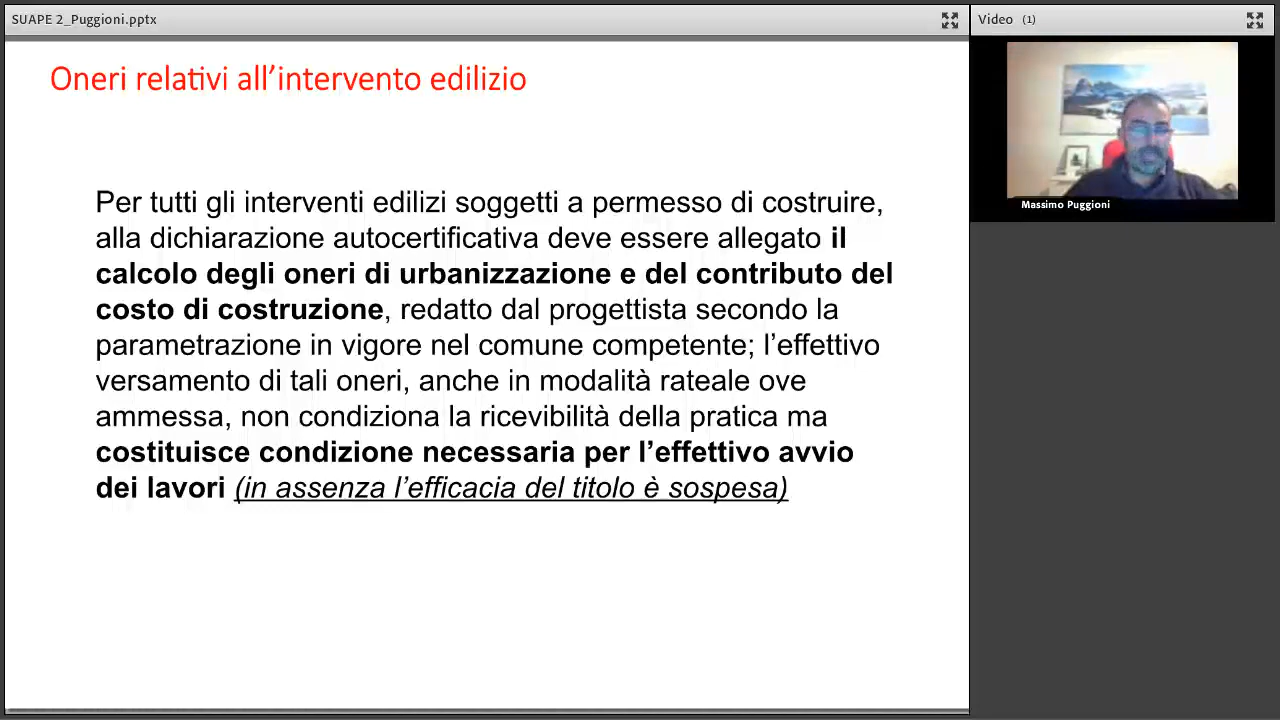 SUAPE 2_Puggioni.pptx
Video (1)
Massimo Puggioni
Oneri relativi all’intervento edilizio
Per tutti gli interventi edilizi soggetti a permesso di costruire,
alla dichiarazione autocertificativa deve essere allegato il
calcolo degli oneri di urbanizzazione e del contributo del
costo di costruzione, redatto dal progettista secondo la
parametrazione in vigore nel comune competente; l’effettivo
versamento di tali oneri, anche in modalità rateale ove
ammessa, non condiziona la ricevibilità della pratica ma
costituisce condizione necessaria per l’effettivo avvio
dei lavori (in assenza l’efficacia del titolo è sospesa)